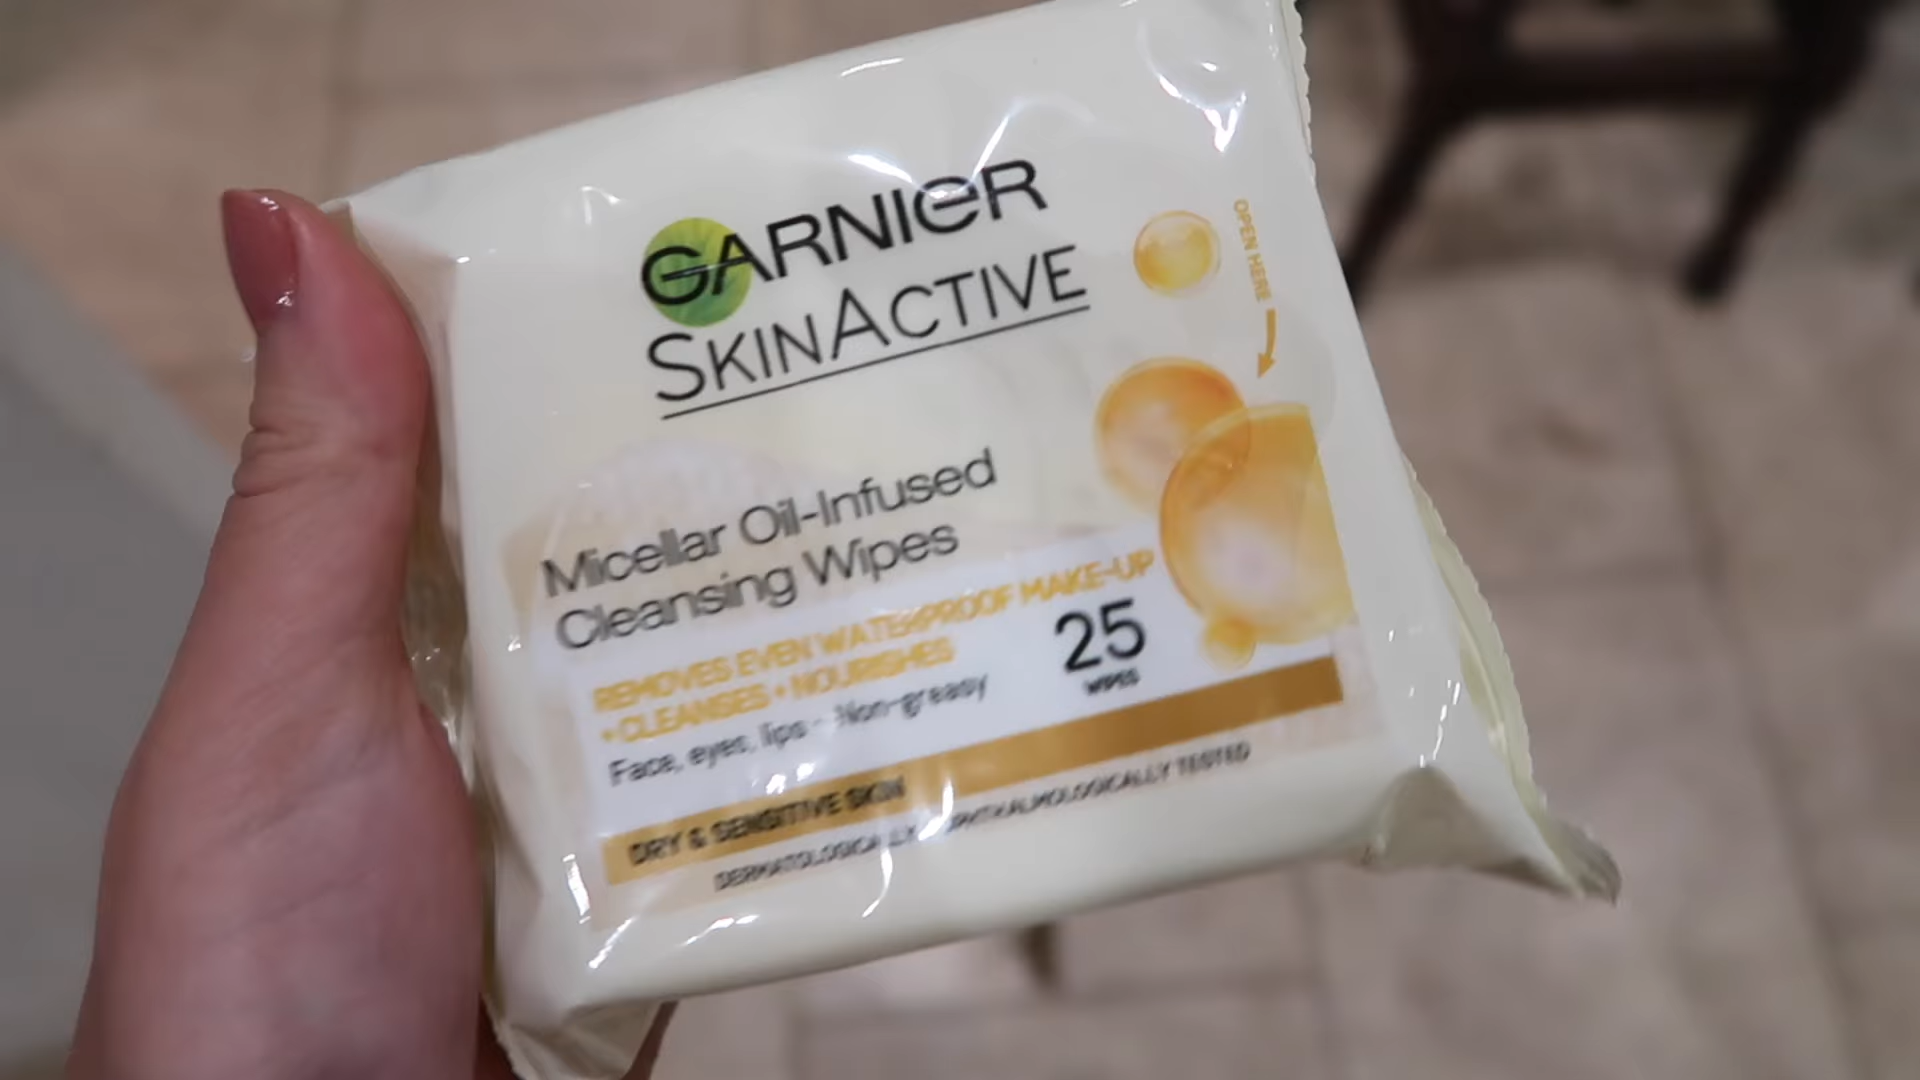 GARNIER
SKINACTIVE
OPEN HERE
Micellar Oil-Infused
Cleansing Wipes
REMOVES EVEN WATERPROOF MAKE-UP
+ CLEANSES + NOURISHES
Face, eyes, lips - Non-greasy
25
WIPES
DRY & SENSITIVE SKIN
DERMATOLOGICALLY OPHTHALMOLOGICALLY TESTED